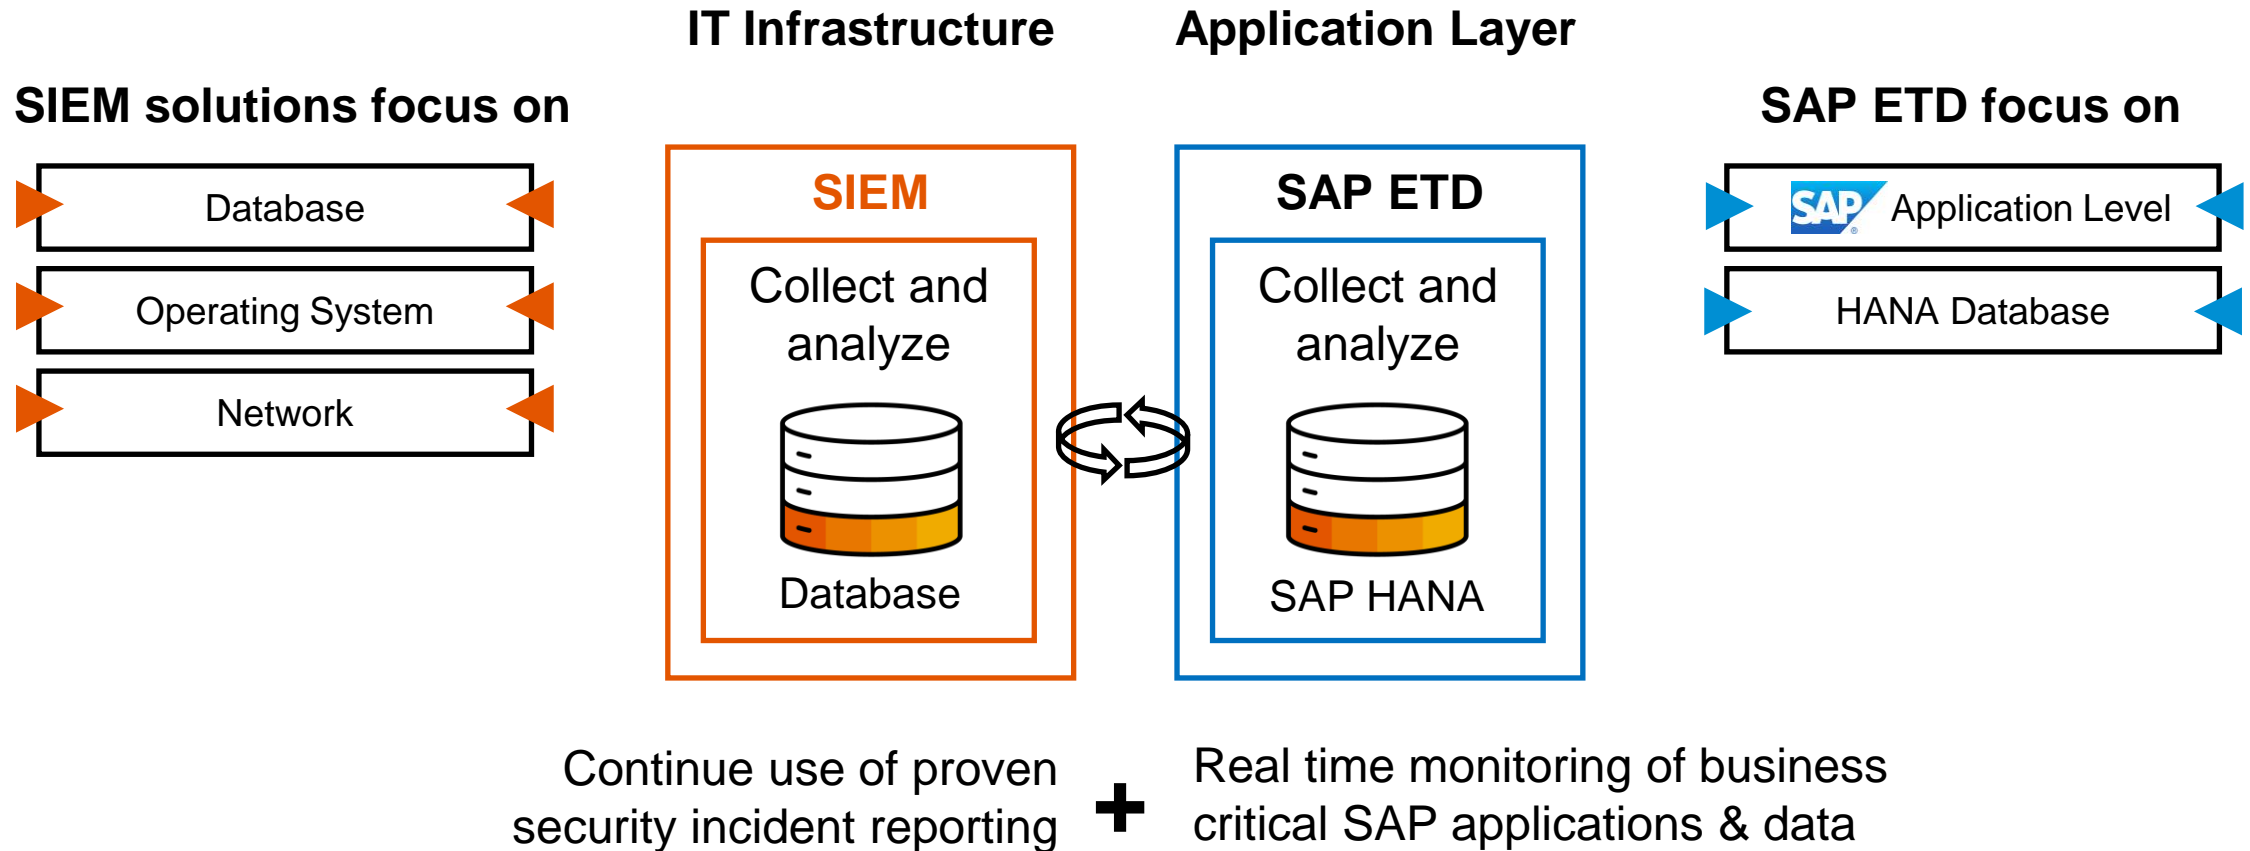 IT Infrastructure
Application Layer
SIEM solutions focus on
SAP ETD focus on
Database
Operating System
Network
SIEM
Collect and
analyze
Database
SAP ETD
Collect and
analyze
SAP HANA
SAP® Application Level
HANA Database
Continue use of proven
security incident reporting
+
Real time monitoring of business
critical SAP applications & data